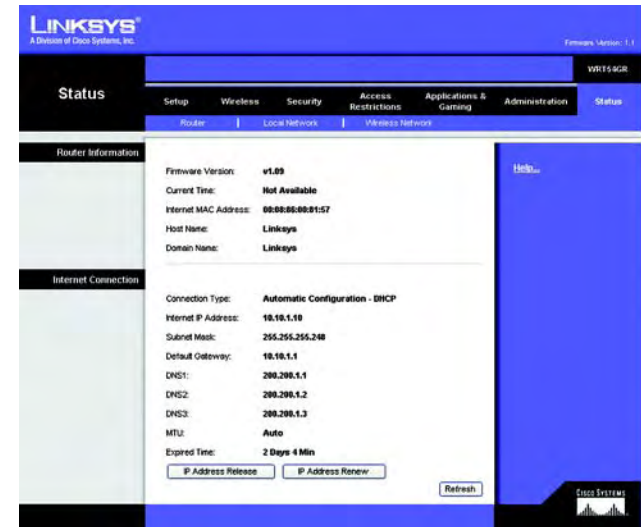 LINKSYS®
A Division of Cisco Systems, Inc.
Firmware Version: 1.1
WRT54GR
Status
Setup Wireless Security Access Restrictions Applications & Gaming Administration Status
Router Local Network Wireless Network
Router Information
Help...
Firmware Version: v1.09
Current Time: Not Available
Internet MAC Address: 00:08:86:00:81:57
Host Name: Linksys
Domain Name: Linksys
Internet Connection
Connection Type: Automatic Configuration - DHCP
Internet IP Address: 10.10.1.10
Subnet Mask: 255.255.255.248
Default Gateway: 10.10.1.1
DNS1: 200.200.1.1
DNS2: 200.200.1.2
DNS3: 200.200.1.3
MTU: Auto
Expired Time: 2 Days 4 Min
IP Address Release IP Address Renew
Refresh
CISCO SYSTEMS